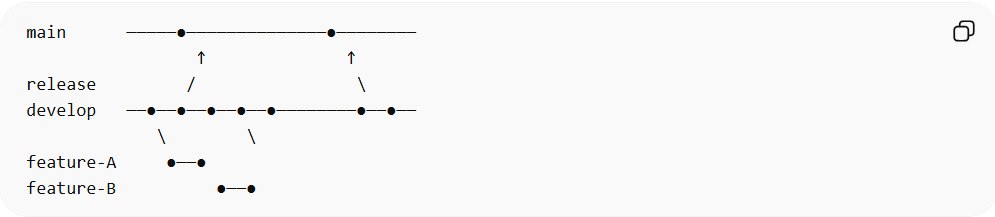 main      ─────●──────────────●────────
                 ↑              ↑
release         /                \
develop   ──●──●──●──●──●────────●──●──
             \        \
feature-A     ●──●
feature-B          ●──●